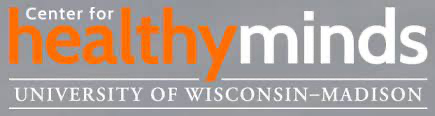 Center for
healthyminds
UNIVERSITY OF WISCONSIN–MADISON